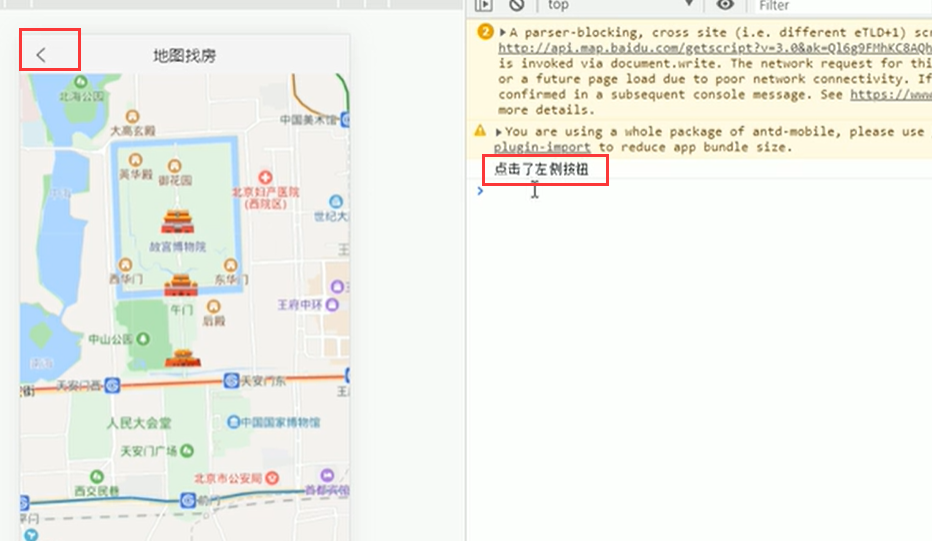 top
Filter
地图找房
北海公园
大高玄殿
中国美术馆
英华殿
御花园
北京妇产医院
(西院区)
世纪大
故宫博物院
西华门
东华门
午门
后殿
王府中环
中山公园
南海
天安门西
天安门东
人民大会堂
中国国家博物馆
天安门广场
北京市公安局
西交民巷
前门
首都宾馆
2
A parser-blocking, cross site (i.e. different eTLD+1) scr
http://api.map.baidu.com/getscript?v=3.0&ak=Ql6g9FMhKC8AQh
is invoked via document.write. The network request for thi
or a future page load due to poor network connectivity. If
confirmed in a subsequent console message. See https://www
more details.
You are using a whole package of antd-mobile, please use
plugin-import to reduce app bundle size.
点击了左侧按钮